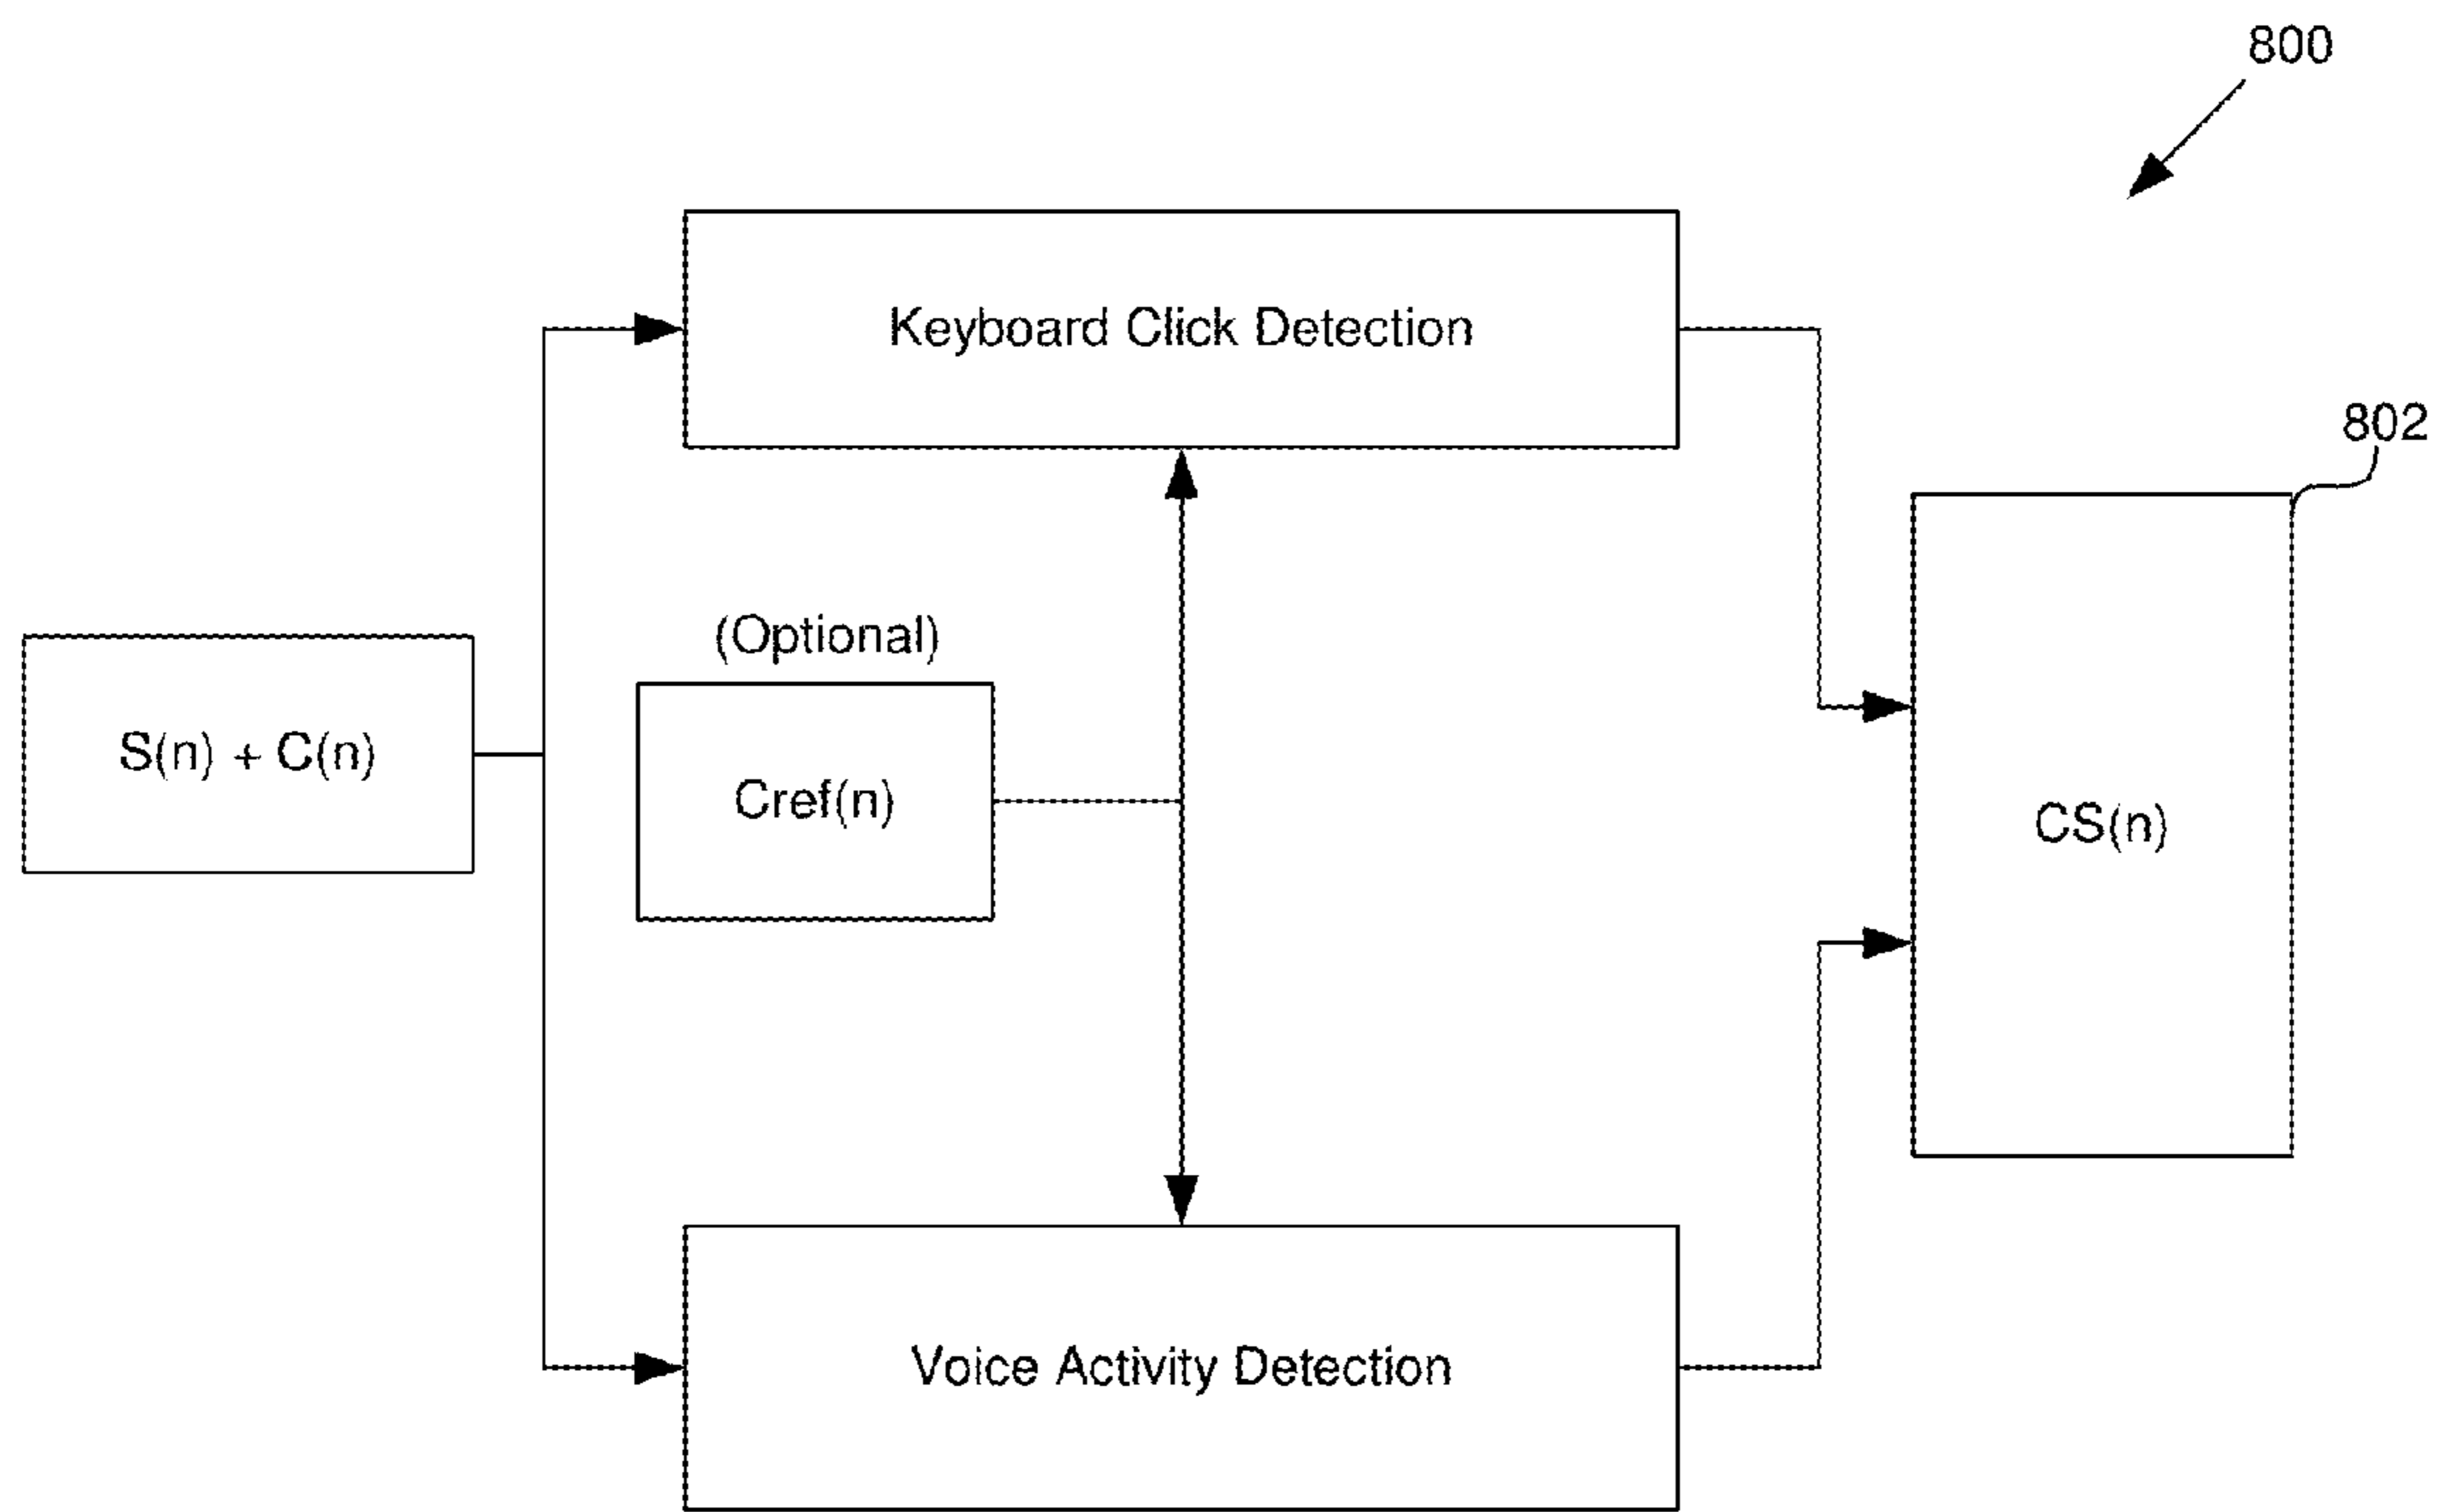 800
Keyboard Click Detection
802
(Optional)
S(n) + C(n)
Cref(n)
CS(n)
Voice Activity Detection